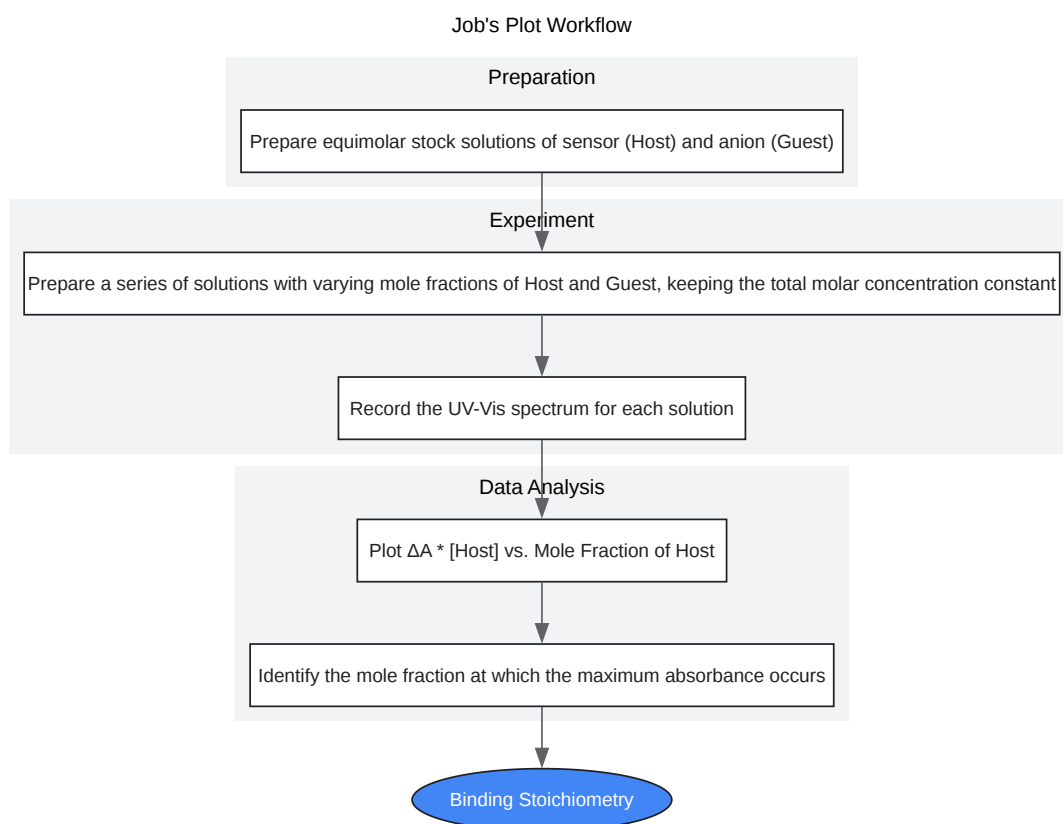 Job's Plot Workflow
Preparation
Prepare equimolar stock solutions of sensor (Host) and anion (Guest)
Experiment
Prepare a series of solutions with varying mole fractions of Host and Guest, keeping the total molar concentration constant
Record the UV-Vis spectrum for each solution
Data Analysis
Plot ΔA * [Host] vs. Mole Fraction of Host
Identify the mole fraction at which the maximum absorbance occurs
Binding Stoichiometry